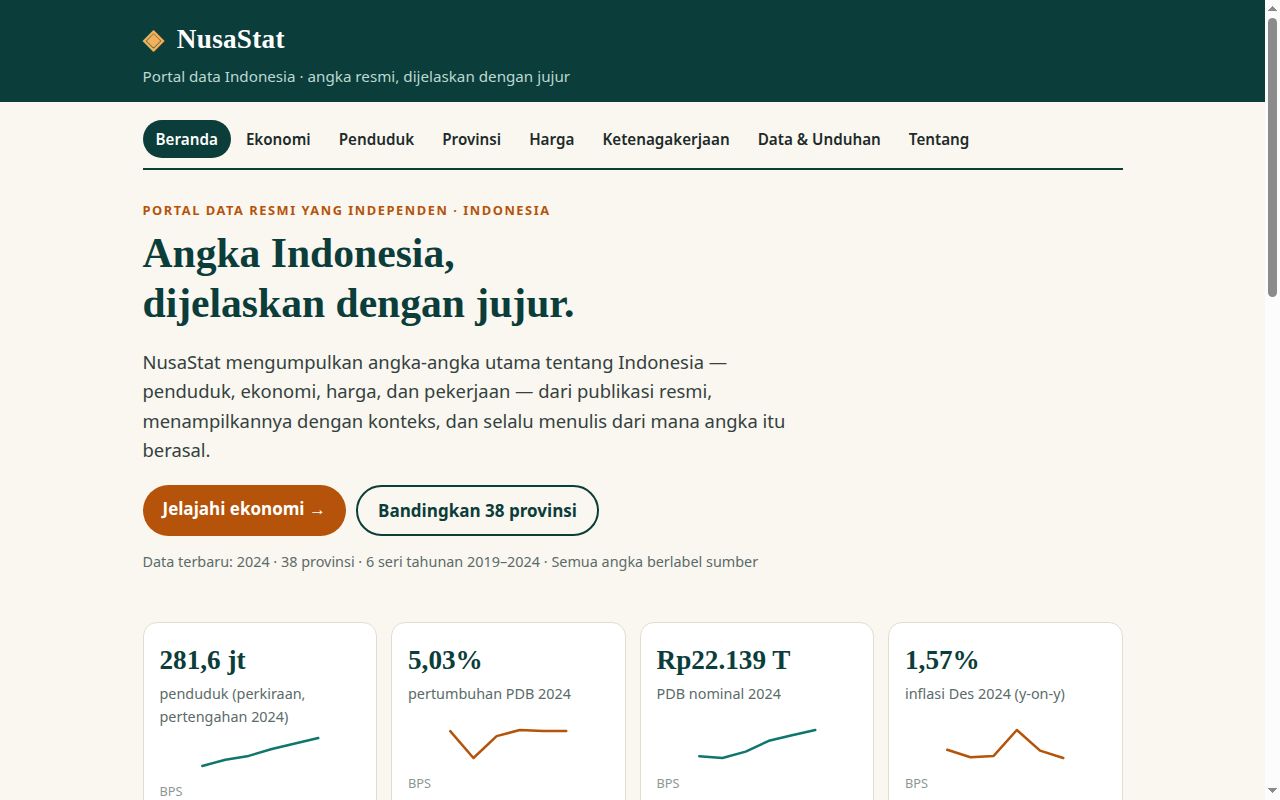 NusaStat
Portal data Indonesia · angka resmi, dijelaskan dengan jujur
Beranda Ekonomi Penduduk Provinsi Harga Ketenagakerjaan Data & Unduhan Tentang
PORTAL DATA RESMI YANG INDEPENDEN · INDONESIA
Angka Indonesia,
dijelaskan dengan jujur.
NusaStat mengumpulkan angka-angka utama tentang Indonesia —
penduduk, ekonomi, harga, dan pekerjaan — dari publikasi resmi,
menampilkannya dengan konteks, dan selalu menulis dari mana angka itu
berasal.
Jelajahi ekonomi → Bandingkan 38 provinsi
Data terbaru: 2024 · 38 provinsi · 6 seri tahunan 2019–2024 · Semua angka berlabel sumber
281,6 jt
penduduk (perkiraan,
pertengahan 2024)
BPS
5,03%
pertumbuhan PDB 2024
BPS
Rp22.139 T
PDB nominal 2024
BPS
1,57%
inflasi Des 2024 (y-on-y)
BPS